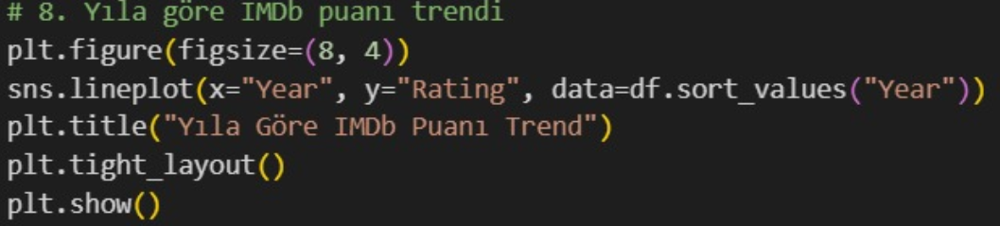 # 8. Yıla göre IMDb puanı trendi
plt.figure(figsize=(8, 4))
sns.lineplot(x="Year", y="Rating", data=df.sort_values("Year"))
plt.title("Yıla Göre IMDb Puanı Trend")
plt.tight_layout()
plt.show()